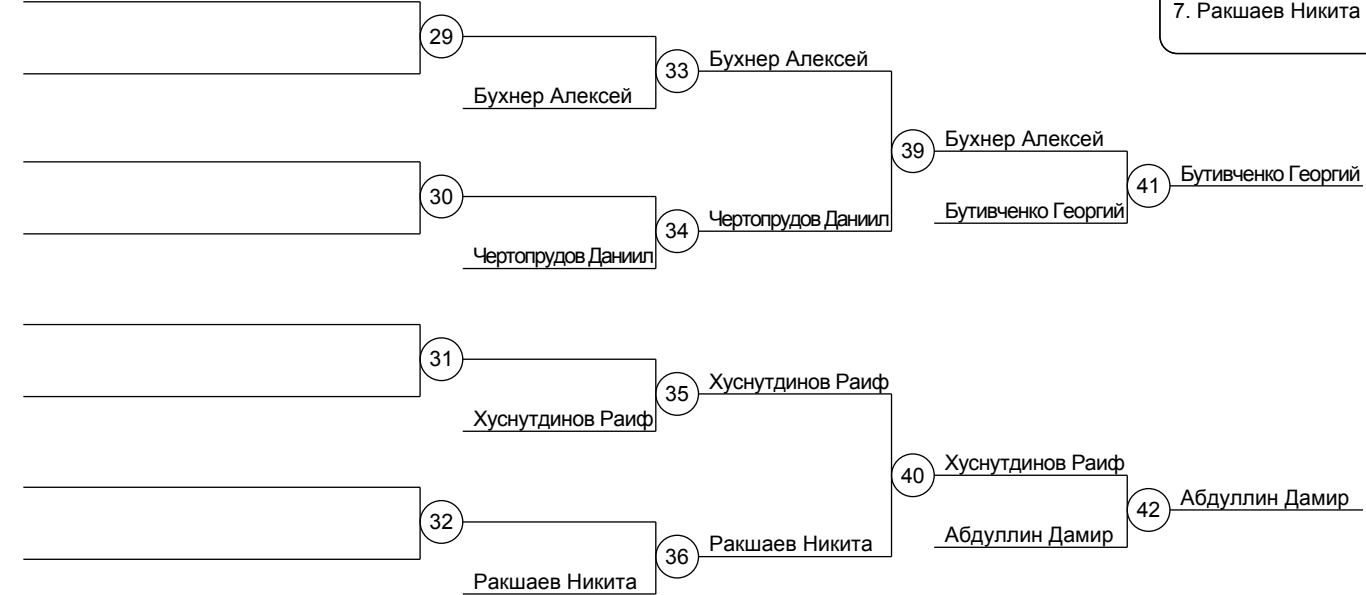 7. Ракшаев Никита
29
Бухнер Алексей
33
Бухнер Алексей
30
Чертопрудов Даниил
34
Чертопрудов Даниил
39
Бухнер Алексей
Бутивченко Георгий
41
Бутивченко Георгий
31
Хуснутдинов Раиф
35
Хуснутдинов Раиф
32
Ракшаев Никита
36
Ракшаев Никита
40
Хуснутдинов Раиф
Абдуллин Дамир
42
Абдуллин Дамир